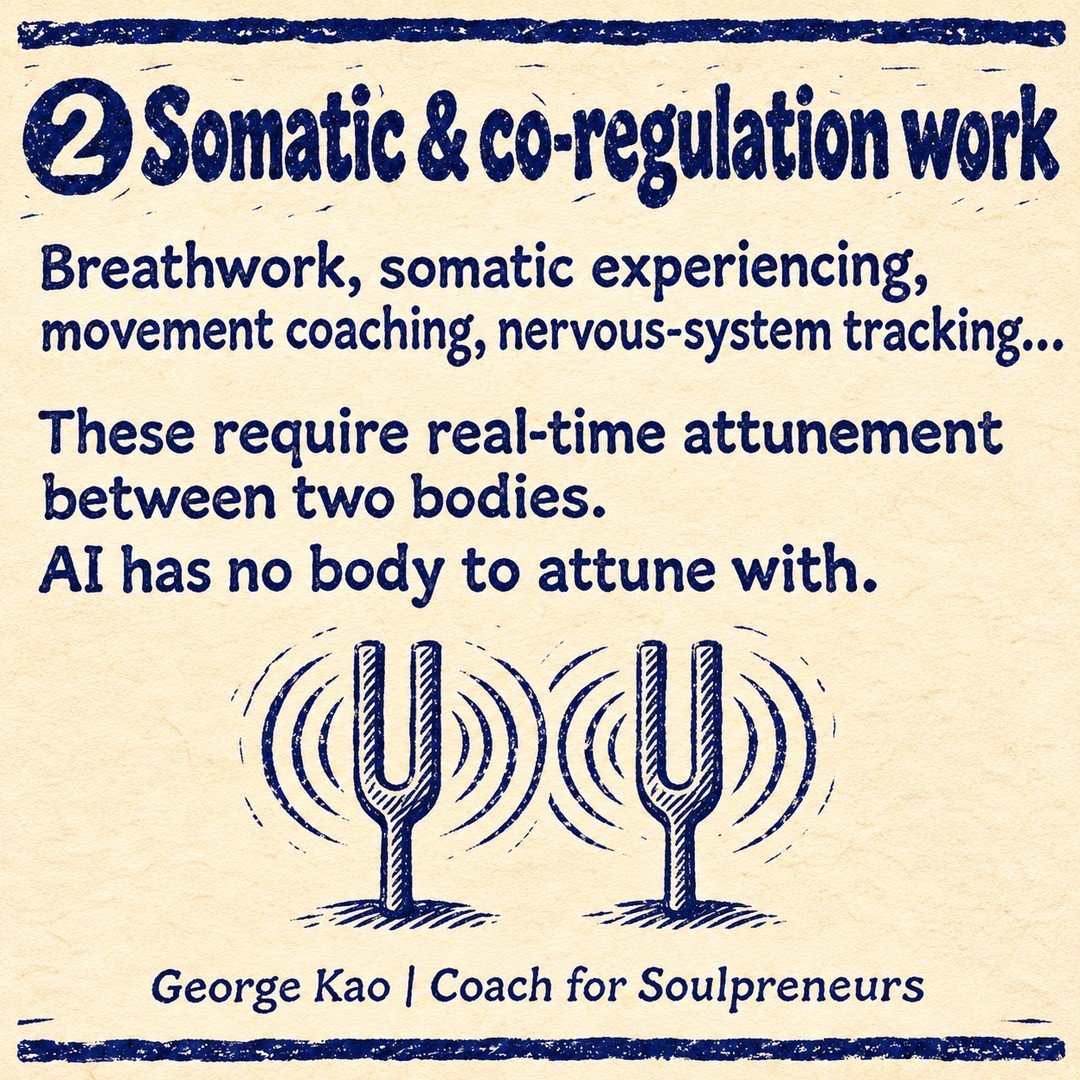 2 Somatic & co-regulation work
Breathwork, somatic experiencing,
movement coaching, nervous-system tracking...
These require real-time attunement
between two bodies.
AI has no body to attune with.
George Kao | Coach for Soulpreneurs